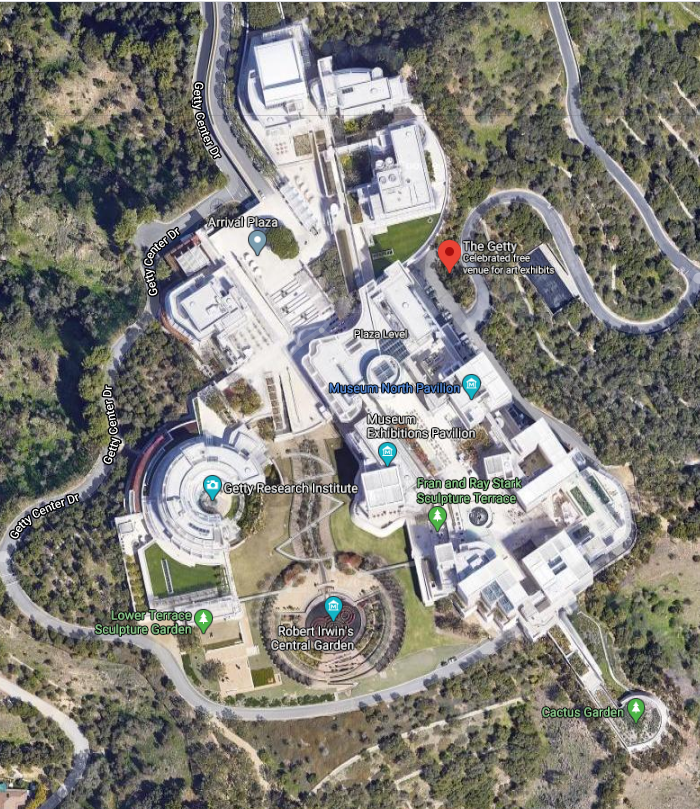 Getty Center Dr
Arrival Plaza
Getty Center Dr
The Getty
Celebrated free
venue for art exhibits
Plaza Level
Museum North Pavilion
Getty Center Dr
Museum
Exhibitions Pavilion
Getty Research Institute
Fran and Ray Stark
Sculpture Terrace
Getty Center Dr
Lower Terrace
Sculpture Garden
Robert Irwin's
Central Garden
Cactus Garden